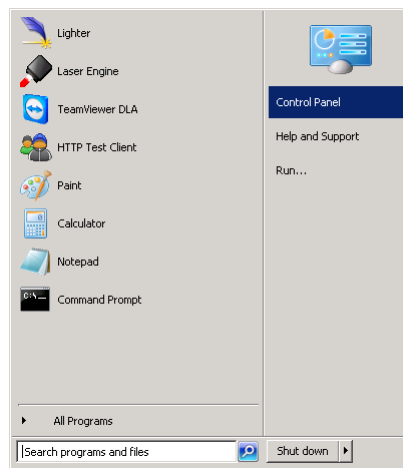 Lighter
Laser Engine
TeamViewer DLA
HTTP Test Client
Paint
Calculator
Notepad
C:\_
Command Prompt
All Programs
Search programs and files
Control Panel
Help and Support
Run...
Shut down